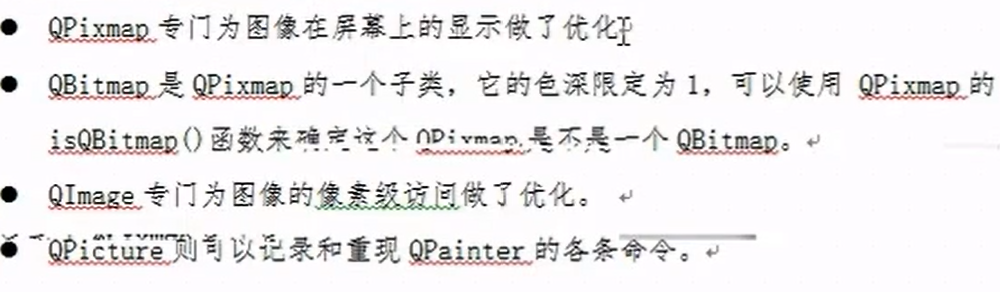 ● QPixmap 专门为图像在屏幕上的显示做了优化
● QBitmap 是 QPixmap 的一个子类，它的色深限定为 1，可以使用 QPixmap 的
isQBitmap()函数来确定这个 QPixmap 是不是一个 QBitmap。
● QImage 专门为图像的像素级访问做了优化。
● QPicture 则可以记录和重现 QPainter 的各条命令。